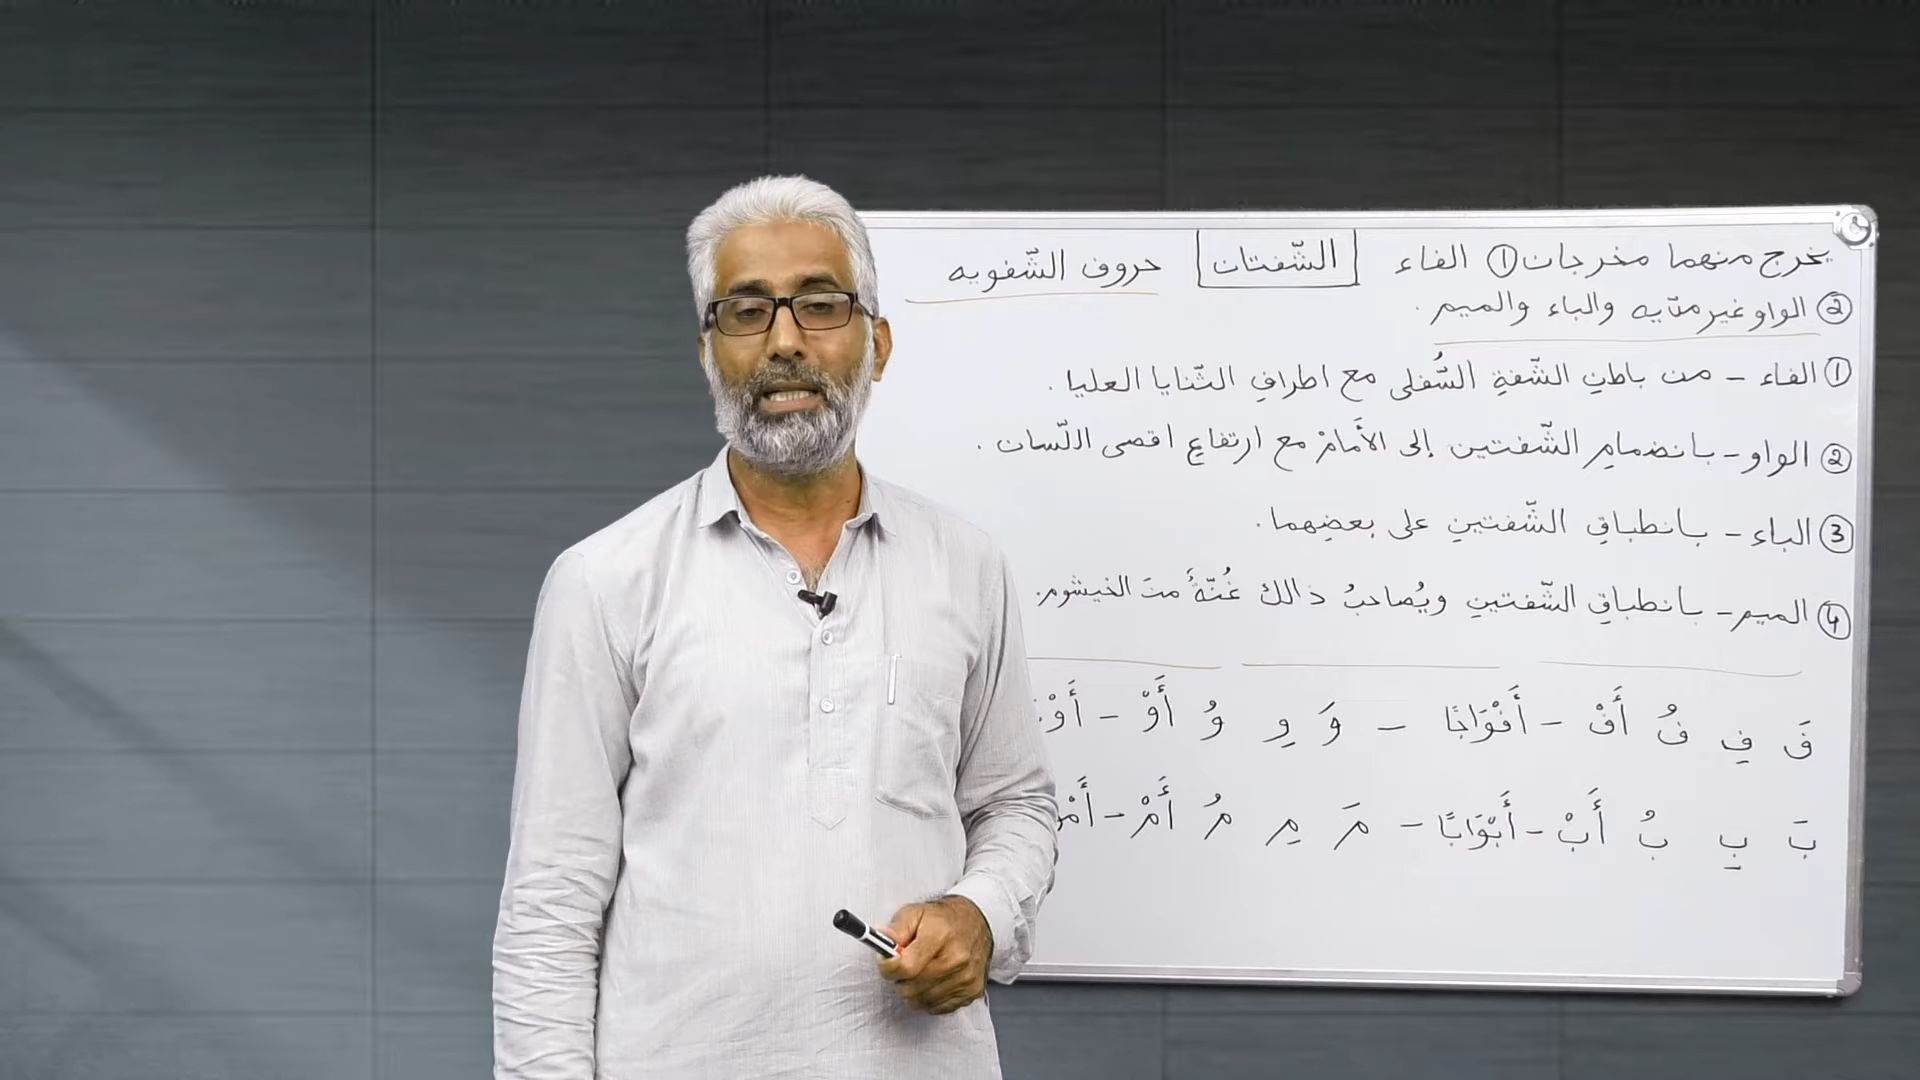 يخرج منهما مخرجان ① الفاء الشّفتان حروف الشّفويه
② الواو غير مدّيه والباء والميم .
① الفاء - من باطنِ الشّفةِ السُّفلى مع اطرافِ الثّنايا العليا .
② الواو - بانضمامِ الشّفتين إلى الأَمامْ مع ارتفاعِ اقصى اللّسان .
③ الباء - بانطباقِ الشّفتينِ على بعضِهما .
④ الميم - بانطباقِ الشّفتينِ ويُصاحبُ ذالك غُنّةٌ منَ الخيشوم .
فَ فِ فُ أَفْ - أَفْوَاجًا - وَ وِ وُ أَوْ - أَوْ
بَ بِ بُ أَبْ - أَبْوَابًا - مَ مِ مُ أَمْ - أَمْ